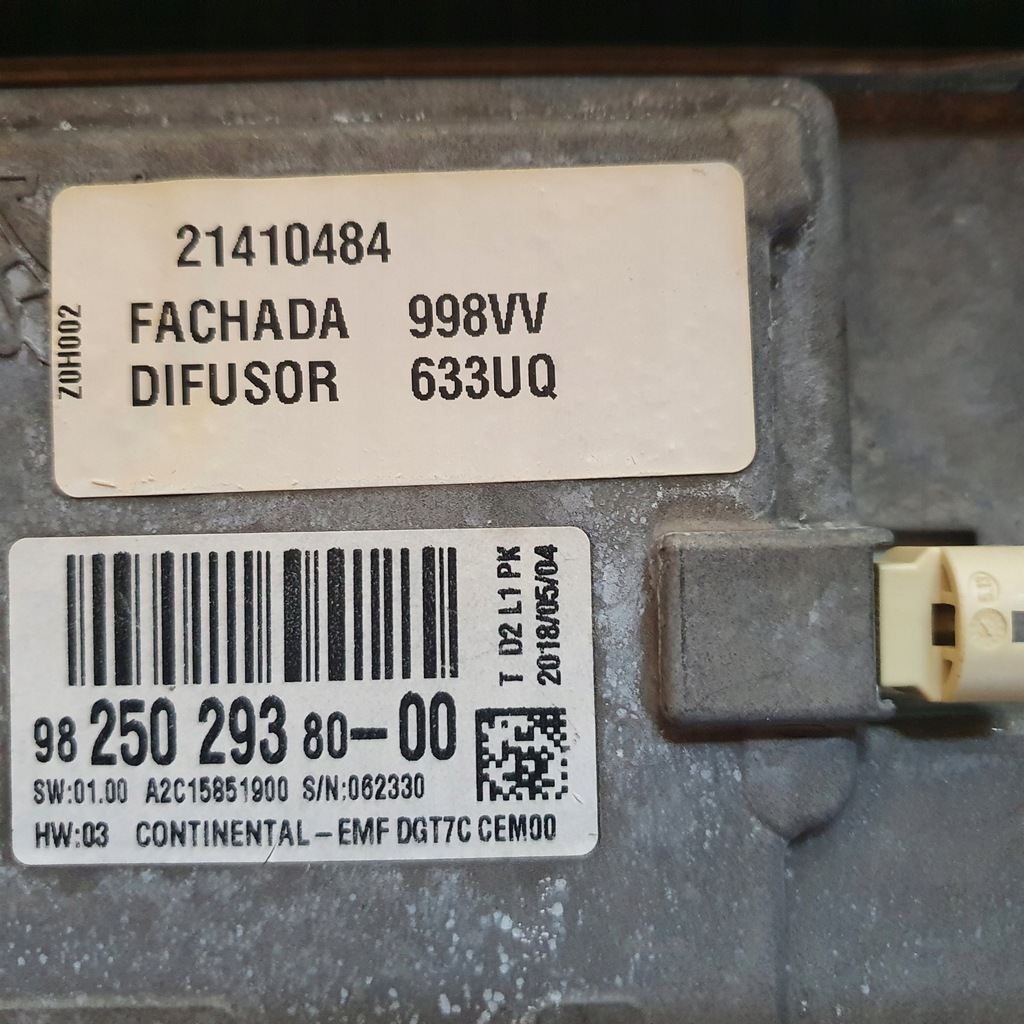 21410484
Z0H002
FACHADA 998VV
DIFUSOR 633UQ
T D2 L1 PK
2018/05/04
98 250 293 80-00
SW:01.00 A2C15851900 S/N:062330
HW:03 CONTINENTAL-EMF DGT7C CEM00